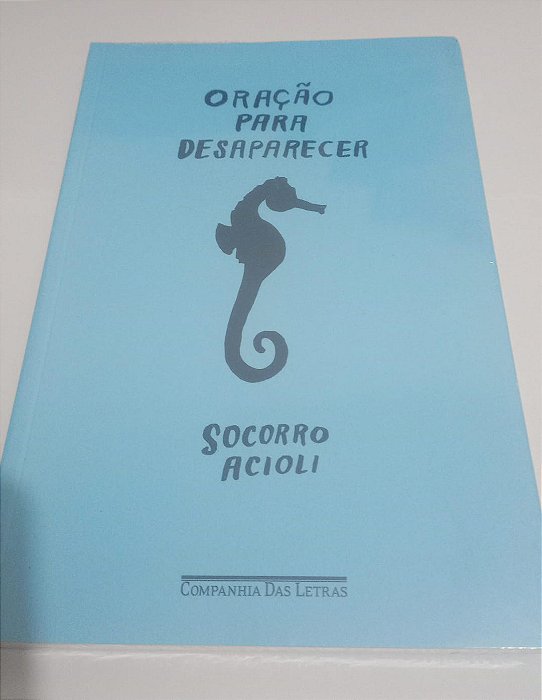 ORAÇÃO
PARA
DESAPARECER
SOCORRO
ACIOLI
COMPANHIA DAS LETRAS